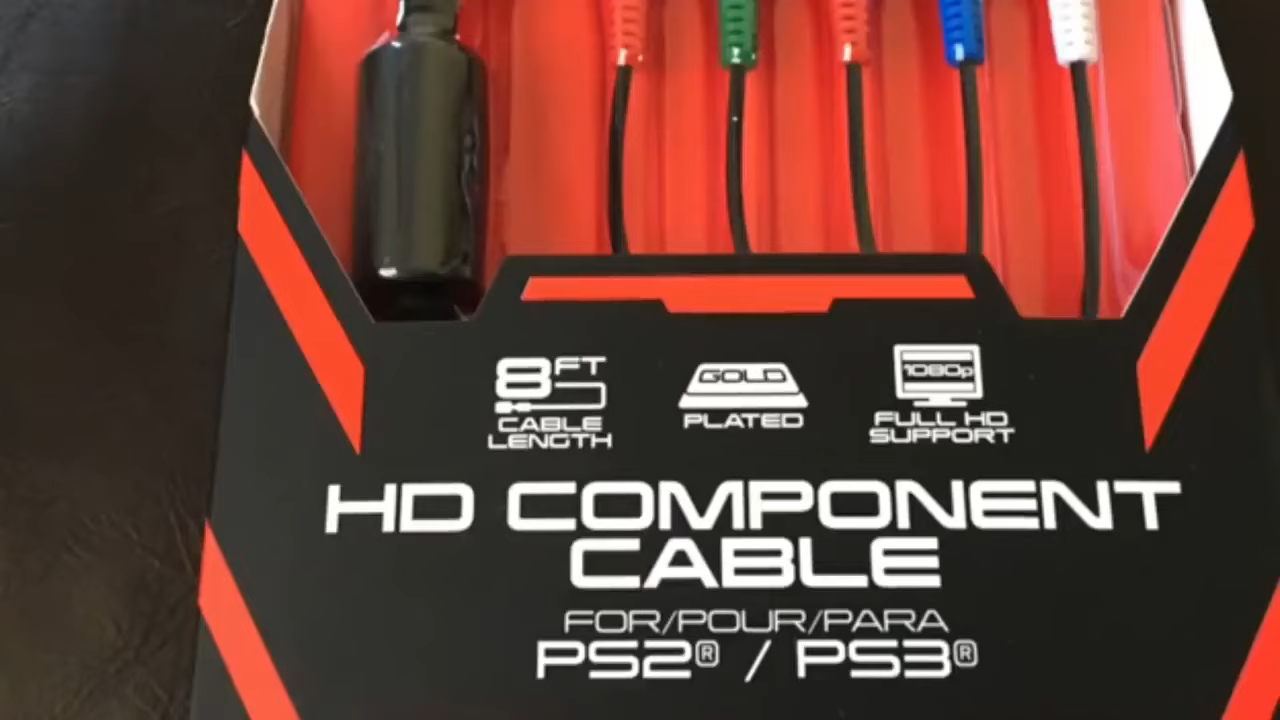 8FT
CABLE
LENGTH
GOLD
PLATED
1080p
FULL HD
SUPPORT
HD COMPONENT
CABLE
FOR/POUR/PARA
PS2® / PS3®